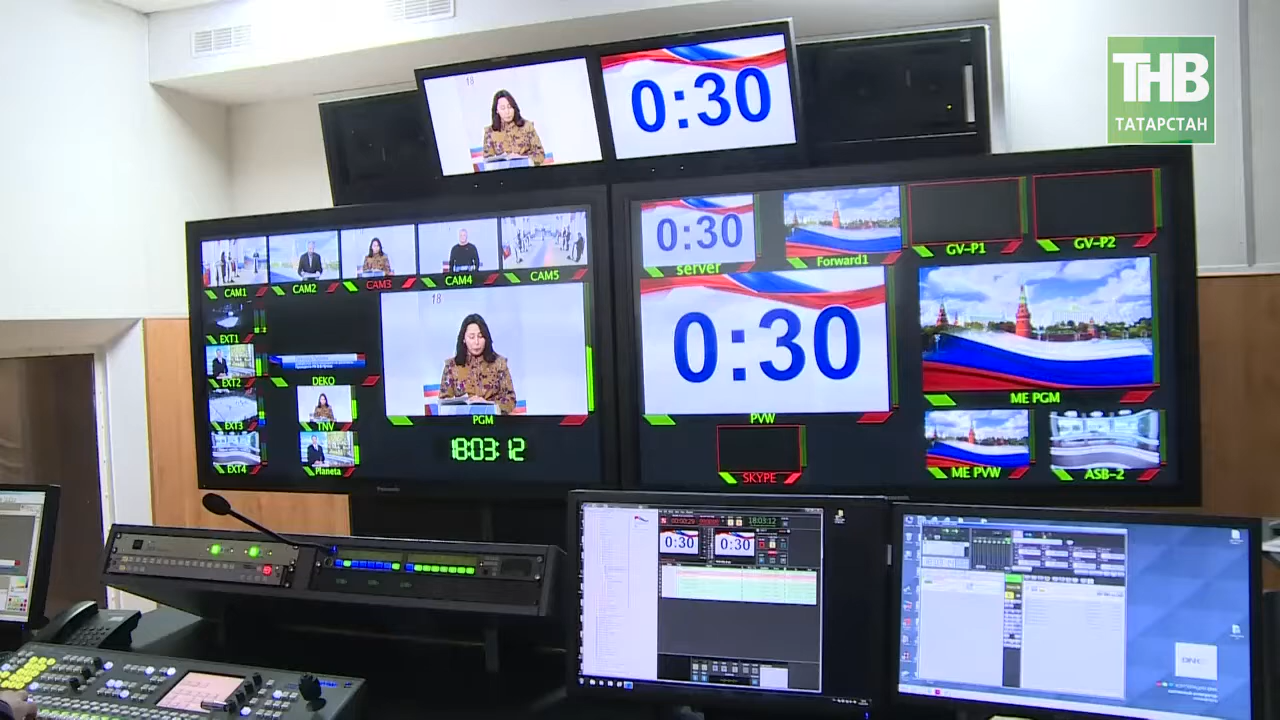 ТНВ
ТАТАРСТАН
18
0:30
0:30
server
Forward1
GV-P1
GV-P2
CAM1
CAM2
CAM3
CAM4
CAM5
18
0:30
EXT1
EXT2
DEKO
EXT3
TNV
EXT4
Planeta
PGM
18:03:12
PVW
ME PGM
SKYPE
ME PVW
ASB-2
Panasonic
18:03:12
0:30
0:30